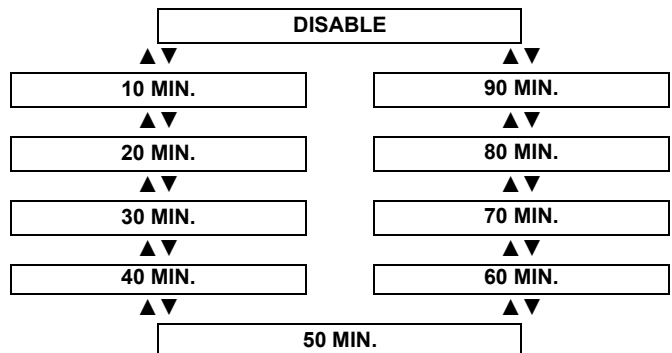 DISABLE
▲▼ ▲▼
10 MIN. 90 MIN.
▲▼ ▲▼
20 MIN. 80 MIN.
▲▼ ▲▼
30 MIN. 70 MIN.
▲▼ ▲▼
40 MIN. 60 MIN.
▲▼ ▲▼
50 MIN.